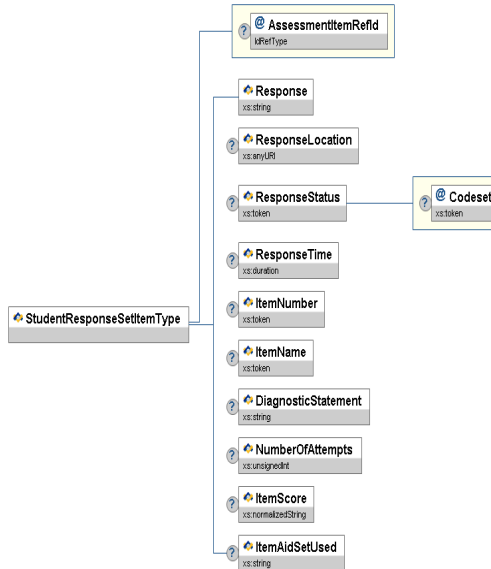 @ AssessmentItemRefId
? IdRefType
Response
xs:string
? ResponseLocation
xs:anyURI
? ResponseStatus
xs:token
? @ Codeset
xs:token
? ResponseTime
xs:duration
StudentResponseSetItemType
? ItemNumber
xs:token
? ItemName
xs:token
? DiagnosticStatement
xs:string
? NumberOfAttempts
xs:unsignedInt
? ItemScore
xs:normalizedString
? ItemAidSetUsed
xs:string